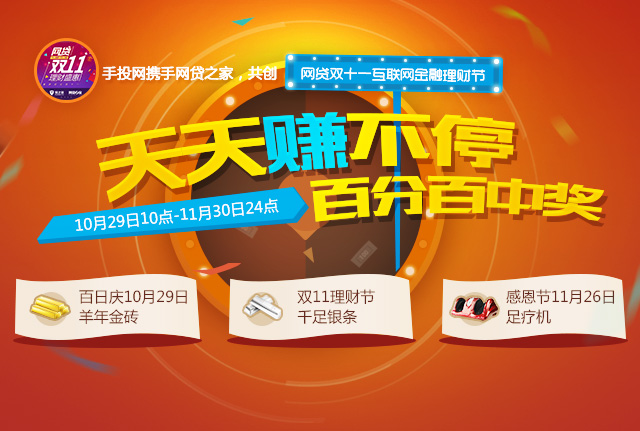 网贷
双11
理财盛惠
手投网携手网贷之家，共创
网贷双十一互联网金融理财节
天天赚不停
百分百中奖
10月29日10点-11月30日24点
百日庆10月29日
羊年金砖
双11理财节
千足银条
感恩节11月26日
足疗机